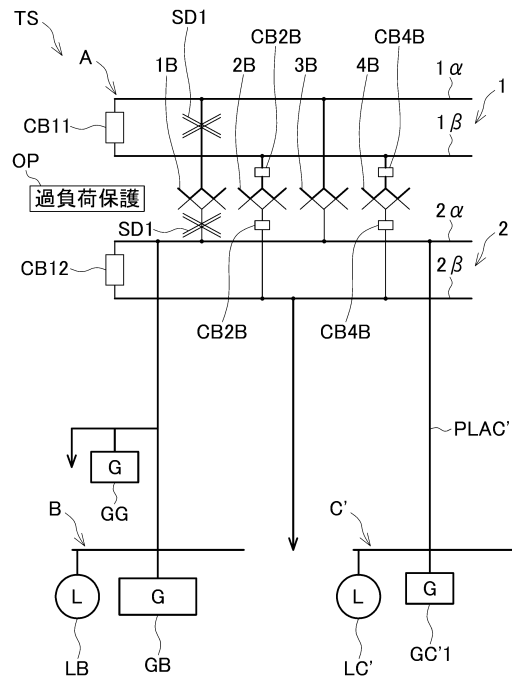 TS
SD1
CB2B
CB4B
A
1B
2B
3B
4B
1α
1
CB11
1β
OP
過負荷保護
SD1
2α
2
CB12
2β
CB2B
CB4B
PLAC'
G
GG
B
C'
L
G
L
G
LB
GB
LC'
GC'1